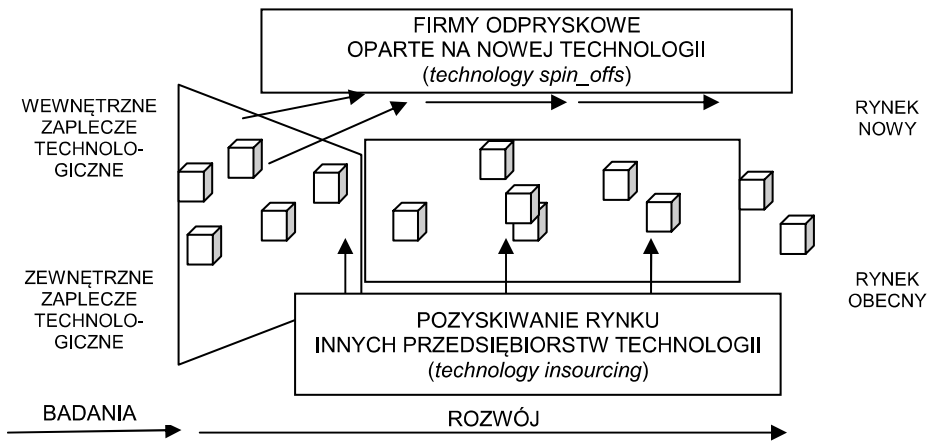 FIRMY ODPRYSKOWE
OPARTE NA NOWEJ TECHNOLOGII
(technology spin_offs)
WEWNĘTRZNE
ZAPLECZE
TECHNOLO-
GICZNE
RYNEK
NOWY
ZEWNĘTRZNE
ZAPLECZE
TECHNOLO-
GICZNE
RYNEK
OBECNY
POZYSKIWANIE RYNKU
INNYCH PRZEDSIĘBIORSTW TECHNOLOGII
(technology insourcing)
BADANIA
ROZWÓJ